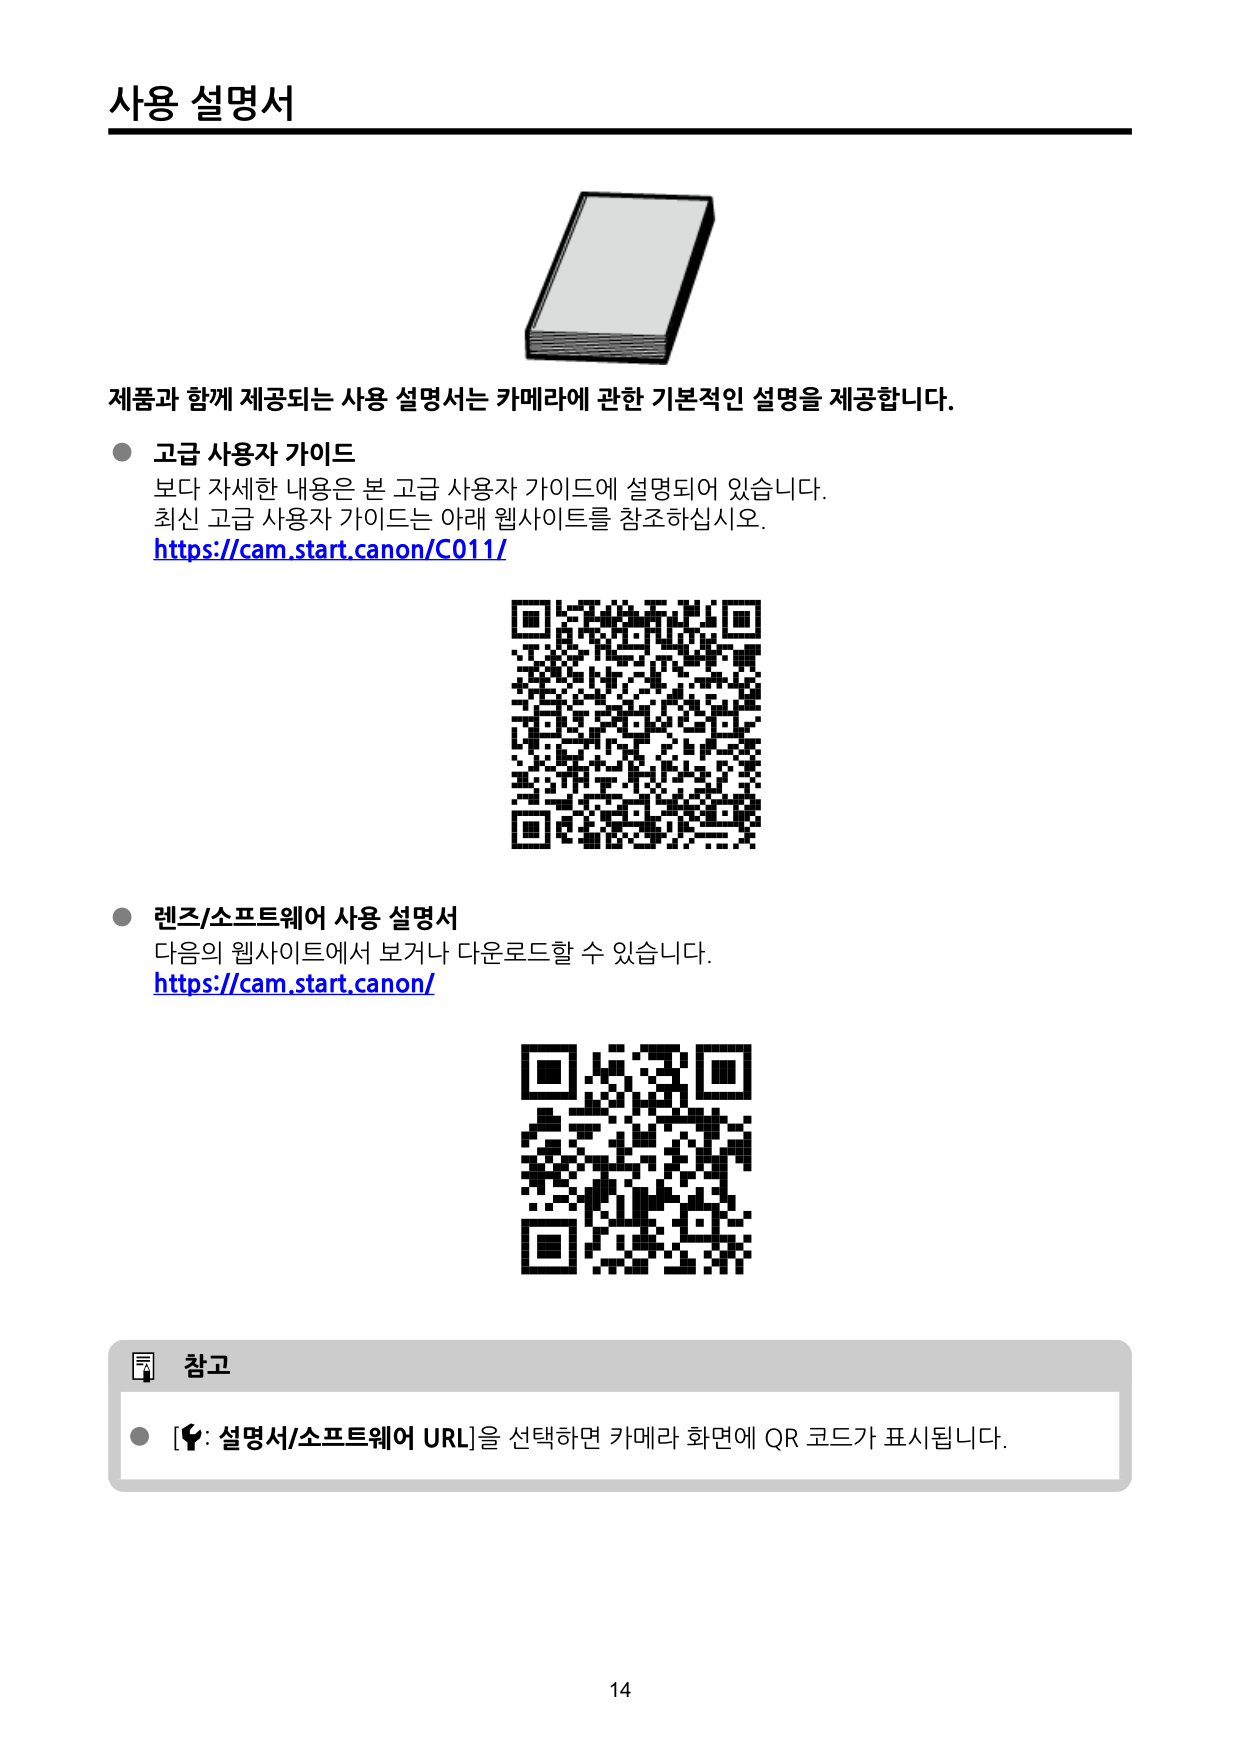 사용 설명서
제품과 함께 제공되는 사용 설명서는 카메라에 관한 기본적인 설명을 제공합니다.
● 고급 사용자 가이드
보다 자세한 내용은 본 고급 사용자 가이드에 설명되어 있습니다.
최신 고급 사용자 가이드는 아래 웹사이트를 참조하십시오.
https://cam.start.canon/C011/
● 렌즈/소프트웨어 사용 설명서
다음의 웹사이트에서 보거나 다운로드할 수 있습니다.
https://cam.start.canon/
참고
● [: 설명서/소프트웨어 URL]을 선택하면 카메라 화면에 QR 코드가 표시됩니다.
14